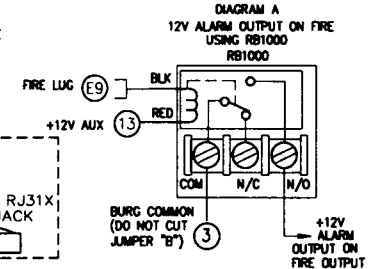 DIAGRAM A
12V ALARM OUTPUT ON FIRE
USING RB1000
RB1000
FIRE LUG
E9
BLK
RED
+12V AUX
13
COM
N/C
N/O
RJ31X
JACK
BURG COMMON
(DO NOT CUT
JUMPER "B")
3
+12V
ALARM
OUTPUT ON
FIRE OUTPUT